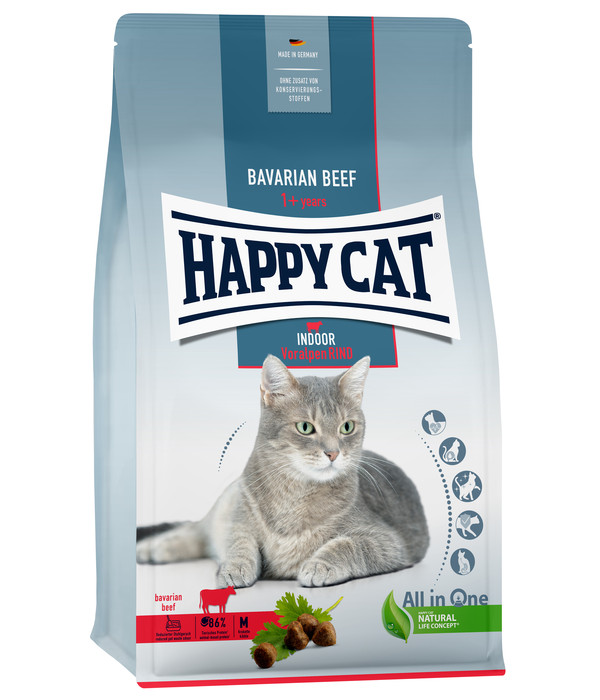 MADE IN GERMANY
OHNE ZUSATZ VON
KONSERVIERUNGS-
STOFFEN
BAVARIAN BEEF
1+ years
HAPPY CAT®
INDOOR
Voralpen RIND
bavarian
beef
86%
M
All in One
NATURAL
LIFE CONCEPT®